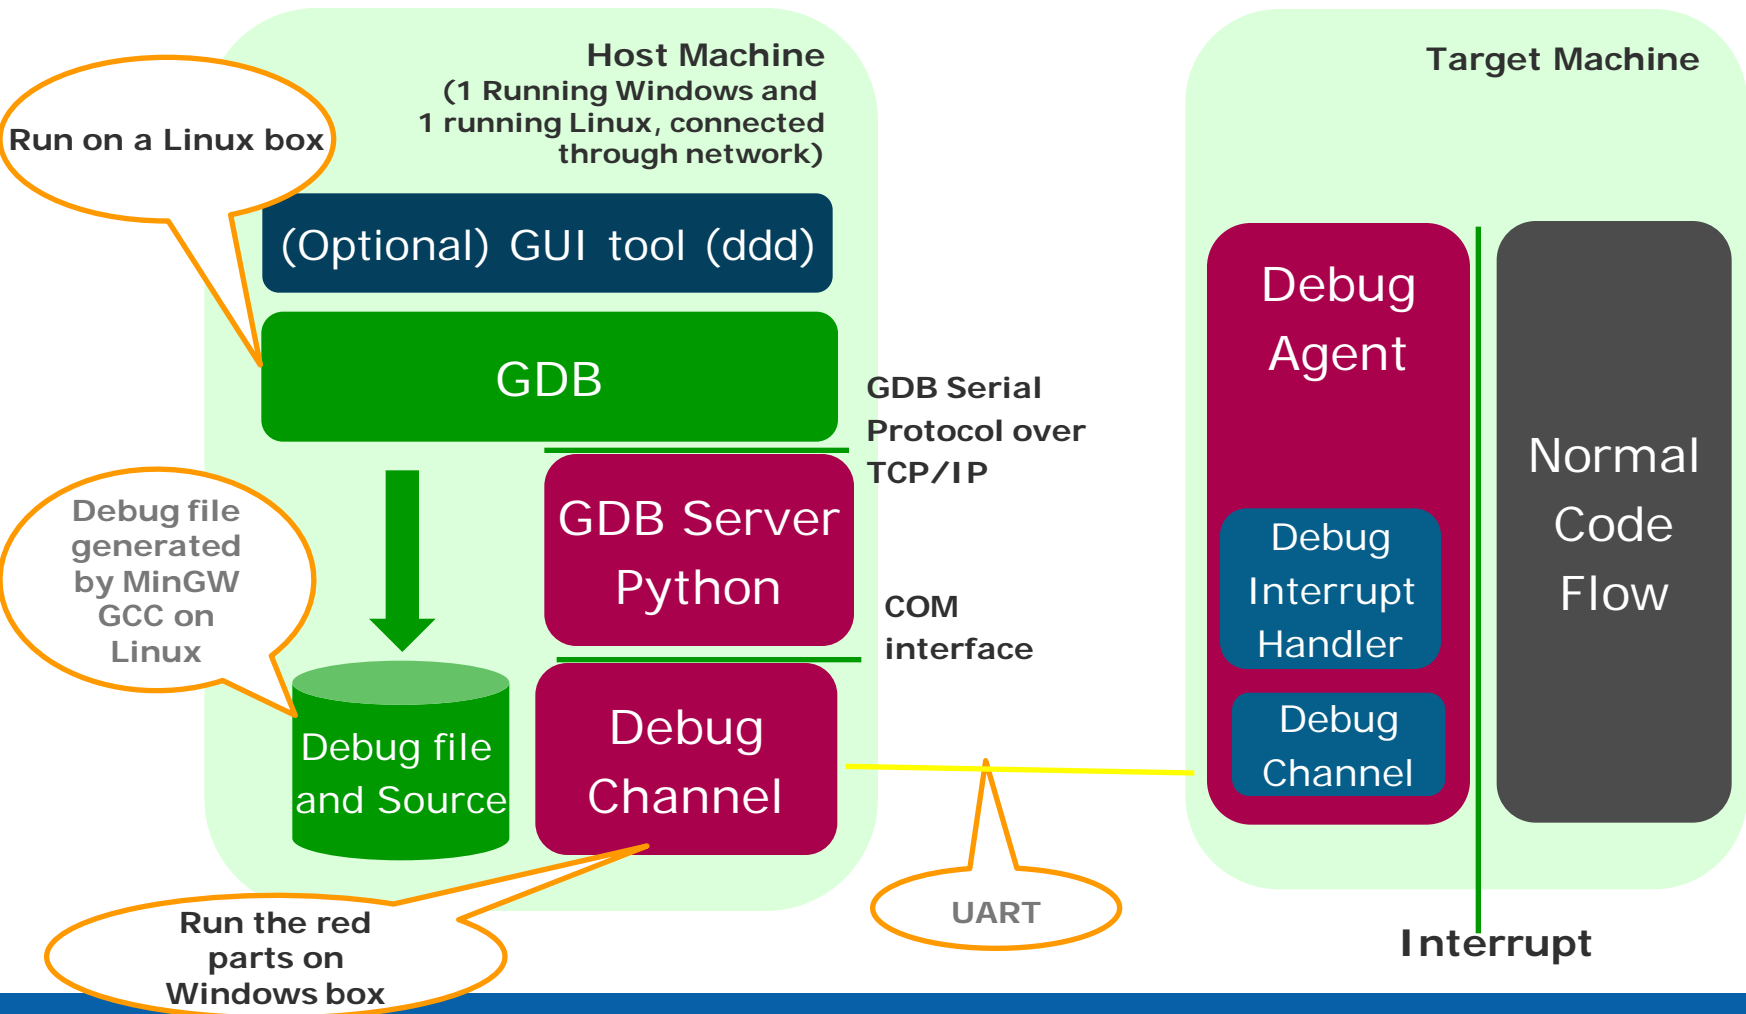 Host Machine
(1 Running Windows and
1 running Linux, connected
through network)
Target Machine
Run on a Linux box
(Optional) GUI tool (ddd)
GDB
GDB Serial
Protocol over
TCP/IP
GDB Server
Python
COM
interface
Debug file
generated
by MinGW
GCC on
Linux
Debug file
and Source
Debug
Channel
UART
Run the red
parts on
Windows box
Debug
Agent
Debug
Interrupt
Handler
Debug
Channel
Normal
Code
Flow
Interrupt